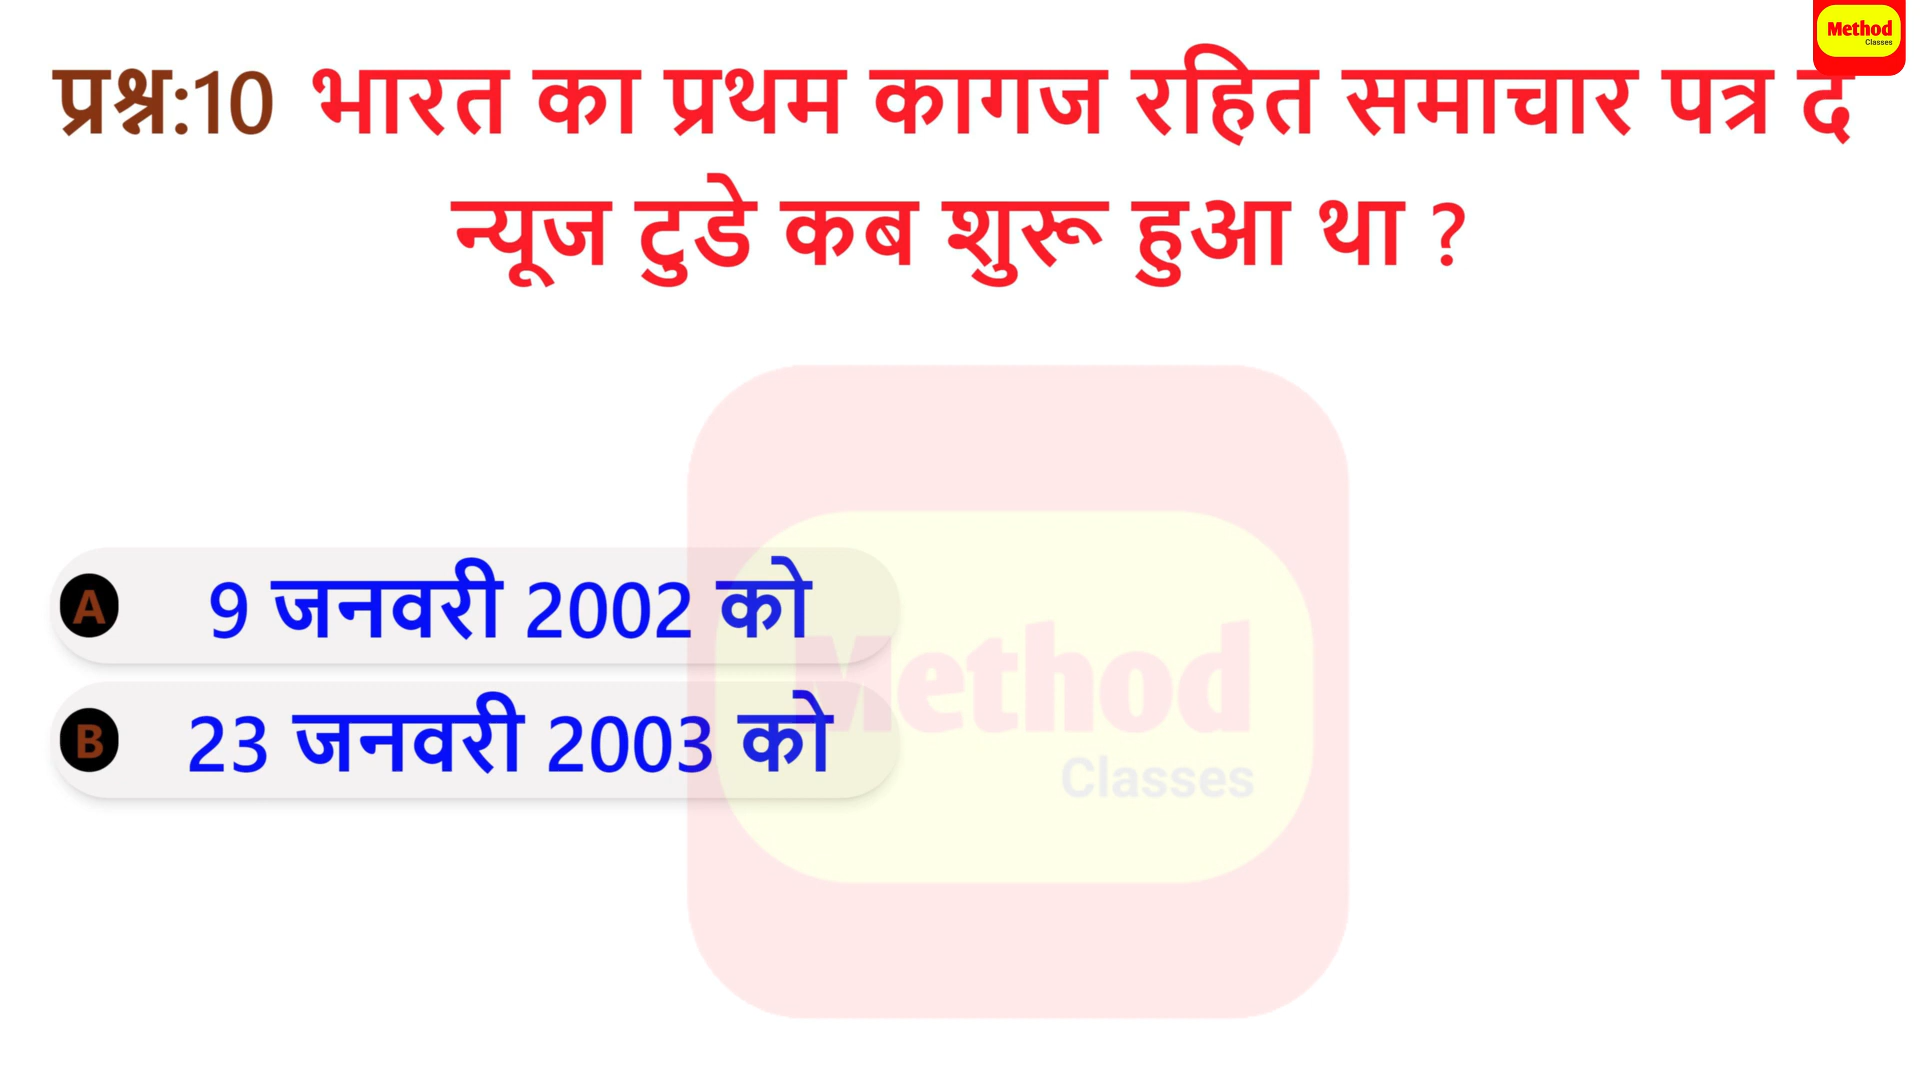 Method
Classes
प्रश्न:10 भारत का प्रथम कागज रहित समाचार पत्र द
न्यूज टुडे कब शुरू हुआ था ?
A 9 जनवरी 2002 को
B 23 जनवरी 2003 को
Method
Classes